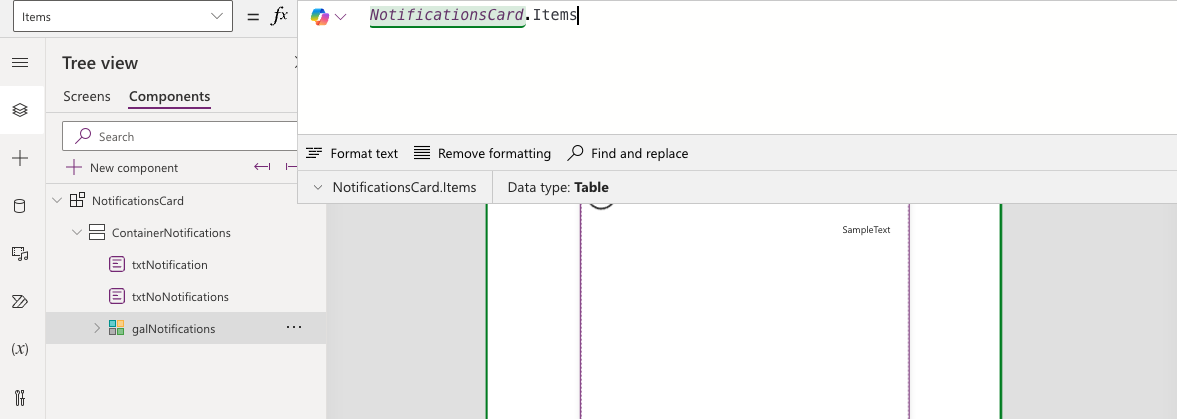 Items
= fx
NotificationsCard.Items
Tree view
Screens
Components
Search
New component
Format text
Remove formatting
Find and replace
NotificationsCard.Items
Data type: Table
NotificationsCard
ContainerNotifications
txtNotification
txtNoNotifications
galNotifications
...
(x)
SampleText